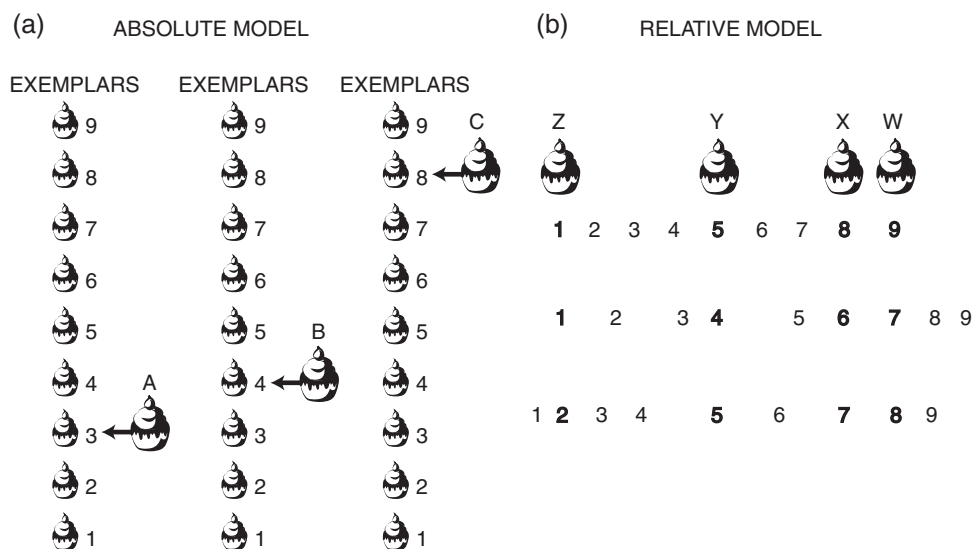 (a) ABSOLUTE MODEL
EXEMPLARS EXEMPLARS EXEMPLARS
9 9 9 C
8 8 8
7 7 7
6 6 6
5 5 5 B
4 A 4 4
3 3 3
2 2 2
1 1 1
(b) RELATIVE MODEL
Z Y X W
1 2 3 4 5 6 7 8 9
1 2 3 4 5 6 7 8 9
1 2 3 4 5 6 7 8 9